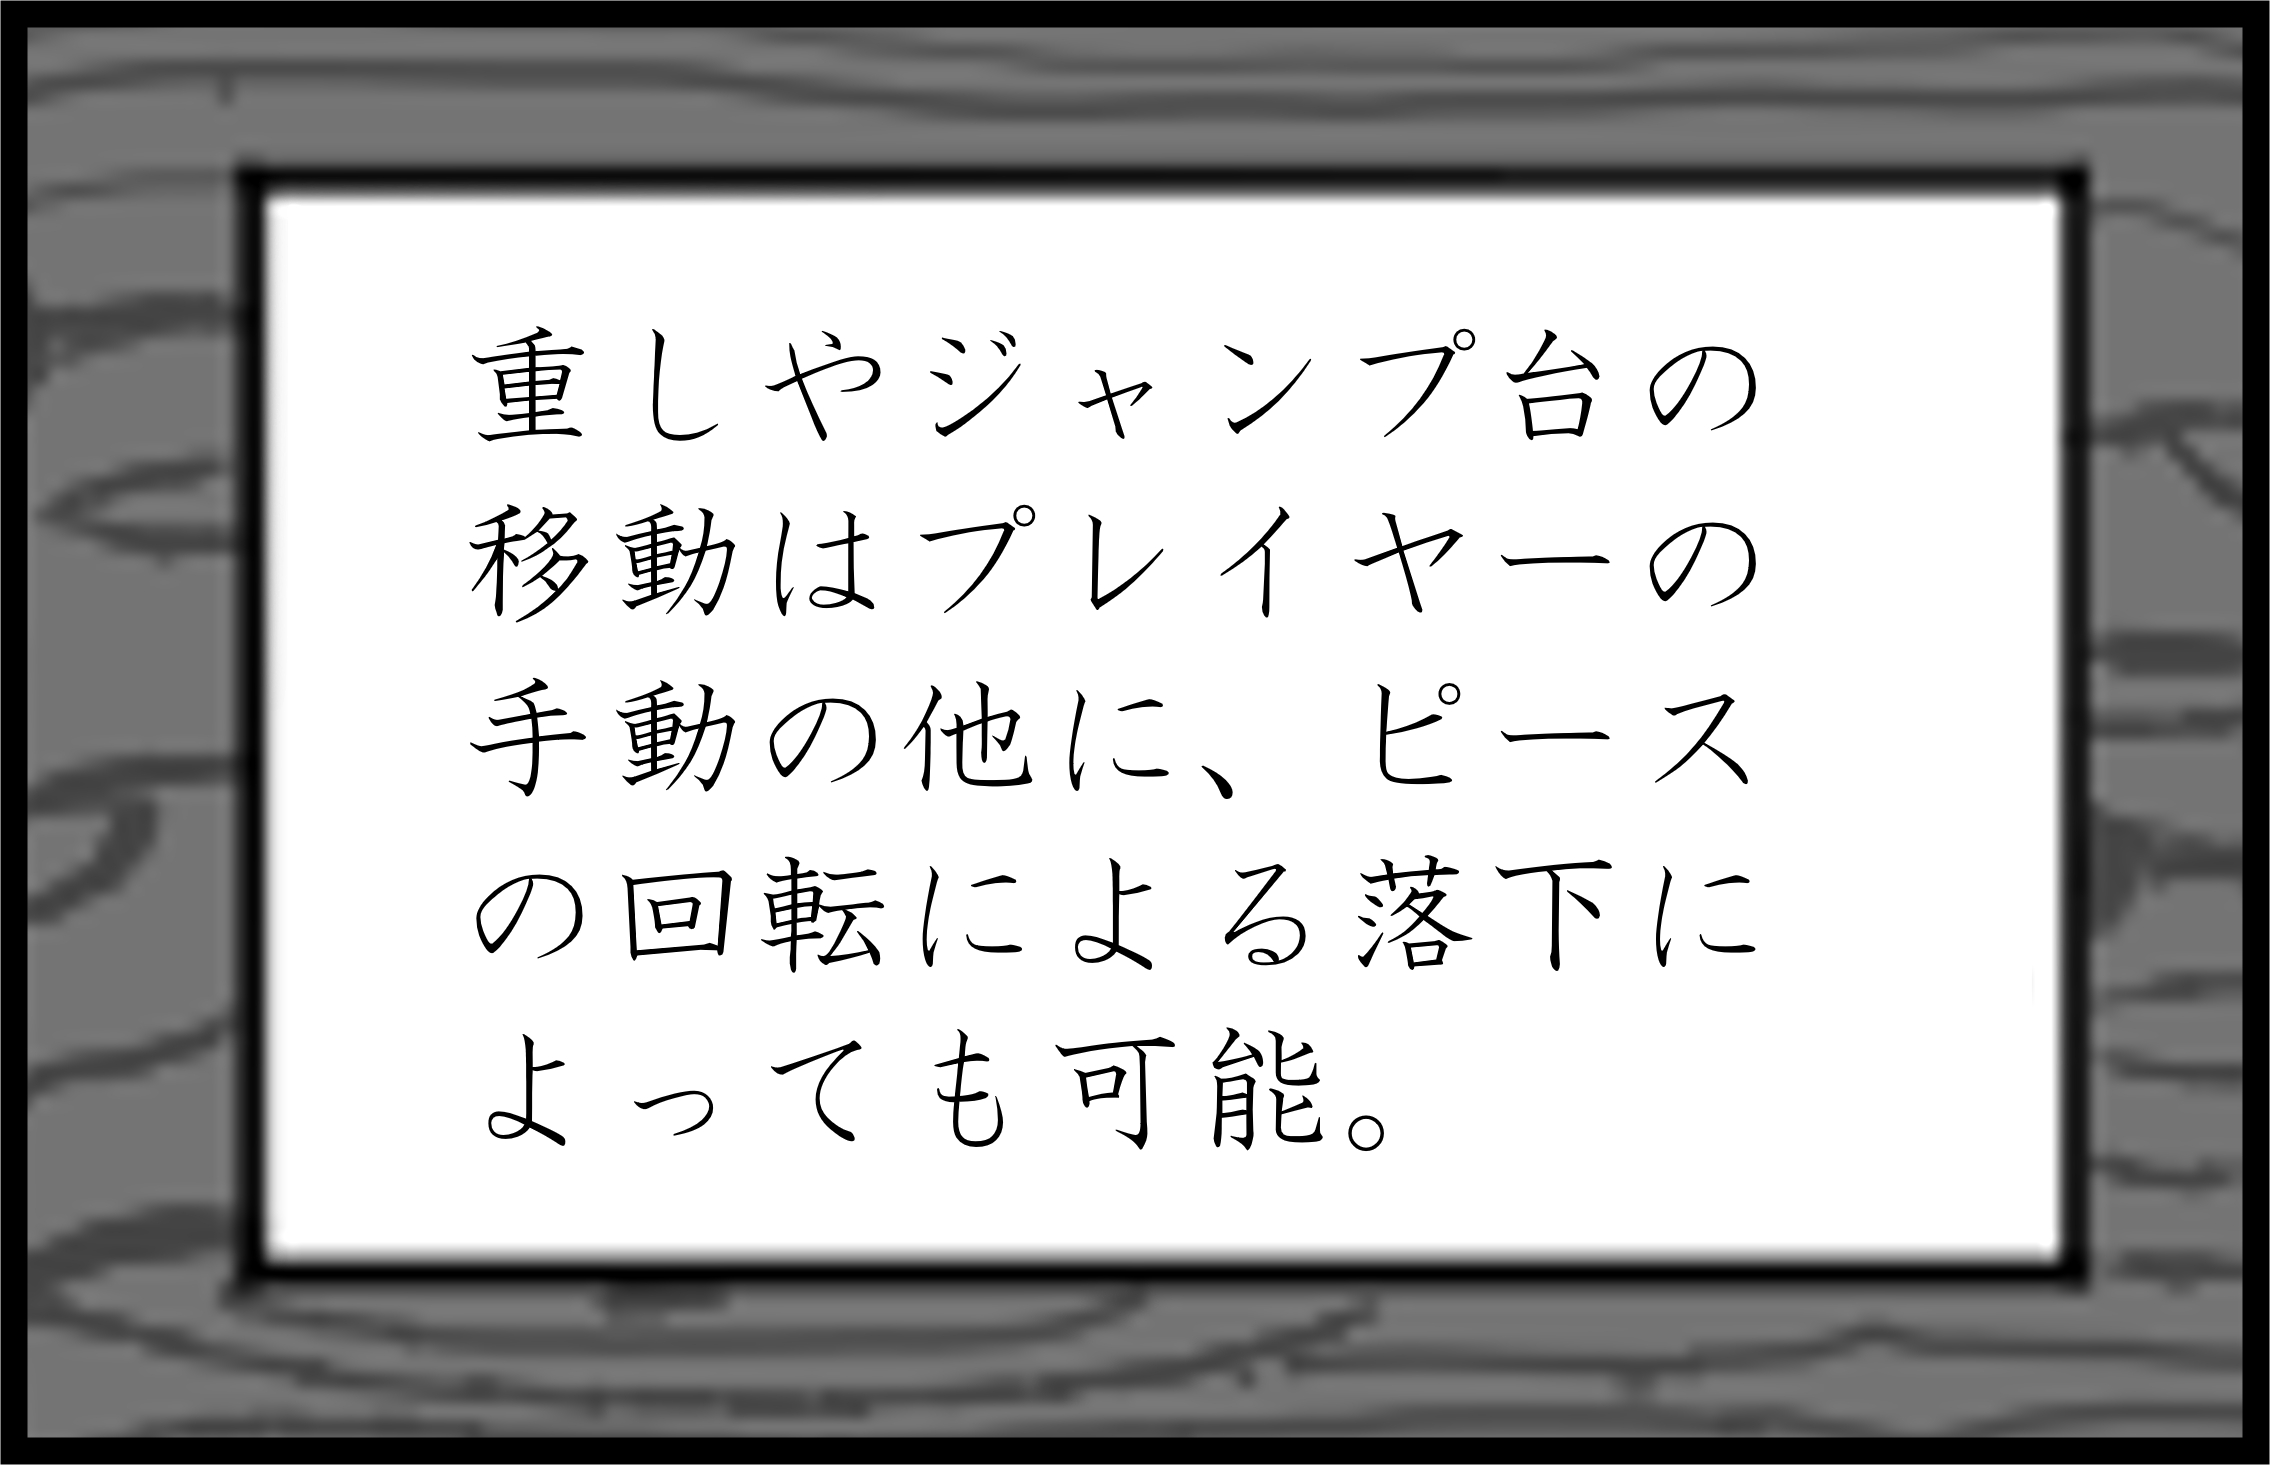 重しやジャンプ台の
移動はプレイヤーの
手動の他に、ピース
の回転による落下に
よっても可能。